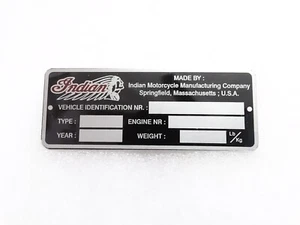 Indian
MADE BY :
Indian Motorcycle Manufacturing Company
Springfield, Massachusetts ; U.S.A.
VEHICLE IDENTIFICATION NR. :
TYPE : ENGINE NR :
YEAR : WEIGHT : Lb/Kg